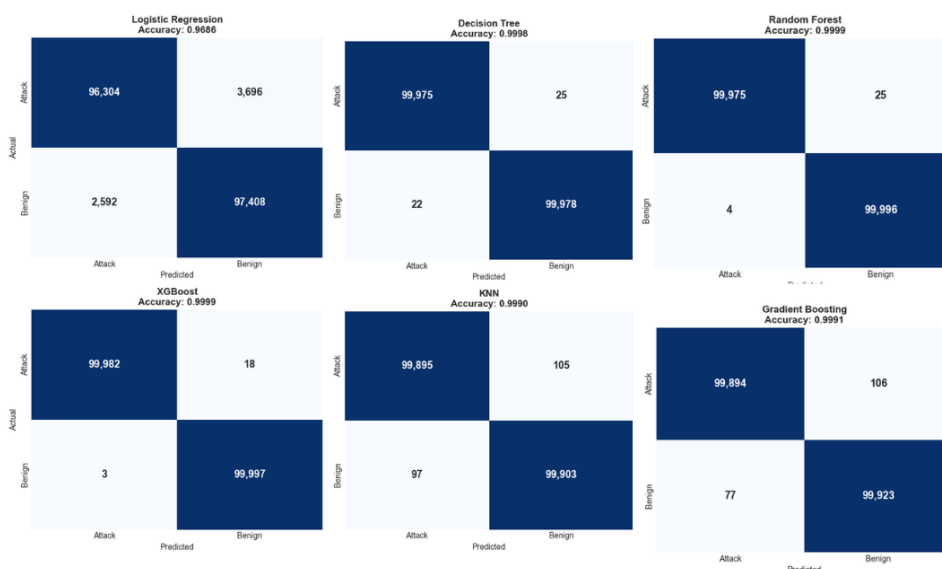 Logistic Regression
Accuracy: 0.9686
Attack
96,304
3,696
Actual
Benign
2,592
97,408
Attack
Benign
Predicted
Decision Tree
Accuracy: 0.9998
Attack
99,975
25
Benign
22
99,978
Attack
Benign
Predicted
Random Forest
Accuracy: 0.9999
Attack
99,975
25
Benign
4
99,996
Attack
Benign
XGBoost
Accuracy: 0.9999
Attack
99,982
18
Actual
Benign
3
99,997
Attack
Benign
Predicted
KNN
Accuracy: 0.9990
Attack
99,895
105
Benign
97
99,903
Attack
Benign
Predicted
Gradient Boosting
Accuracy: 0.9991
Attack
99,894
106
Benign
77
99,923
Attack
Benign